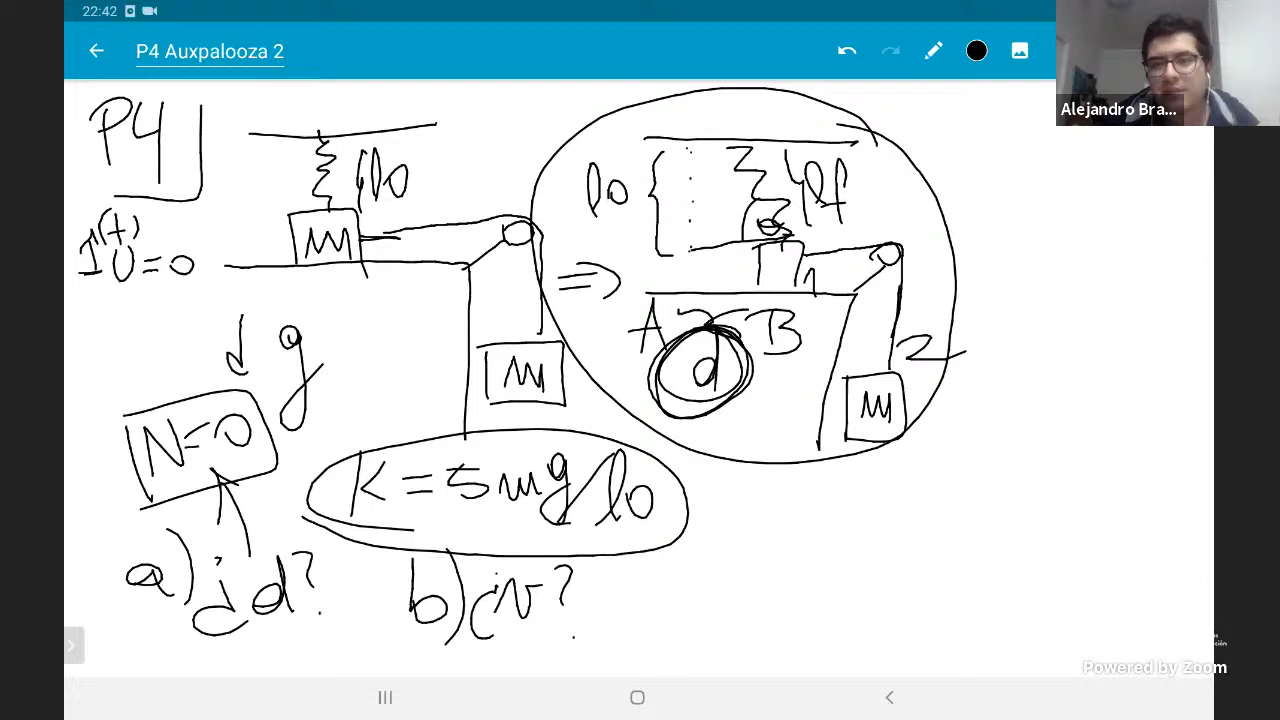 22:42
P4 Auxpalooza 2
Alejandro Bra...
P4
lo
lo
lf
(t)
v=0
1
A
B
d
2
g
N=0
m
m
m
K=5mg/lo
a) ¿d?
b) ¿v?
Powered by Zoom